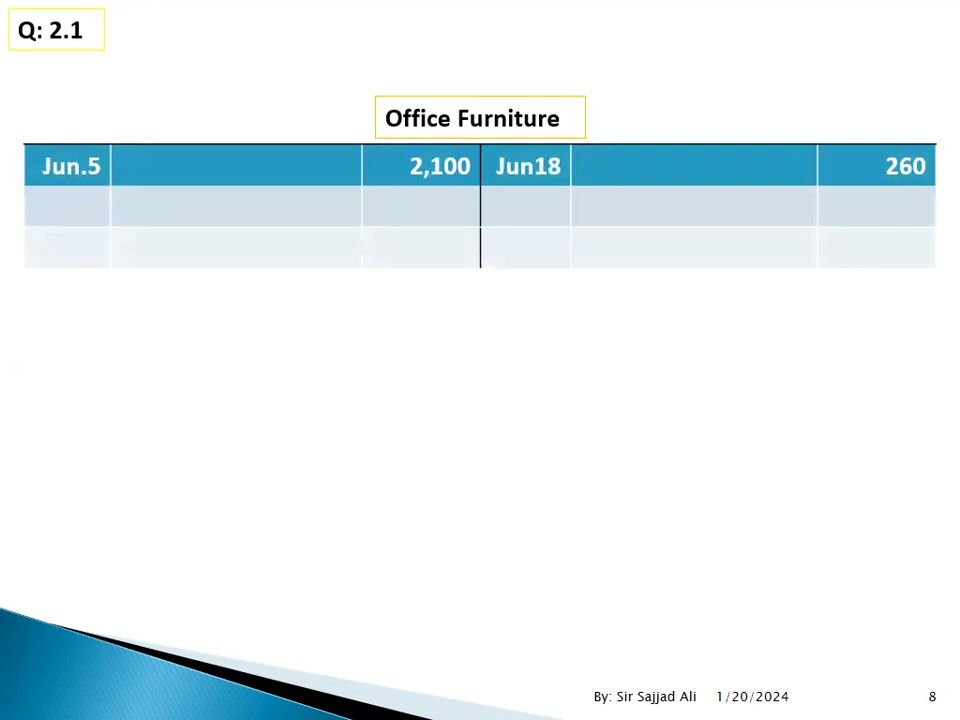 Q: 2.1
Office Furniture
Jun.5 2,100 Jun18 260
By: Sir Sajjad Ali 1/20/2024 8